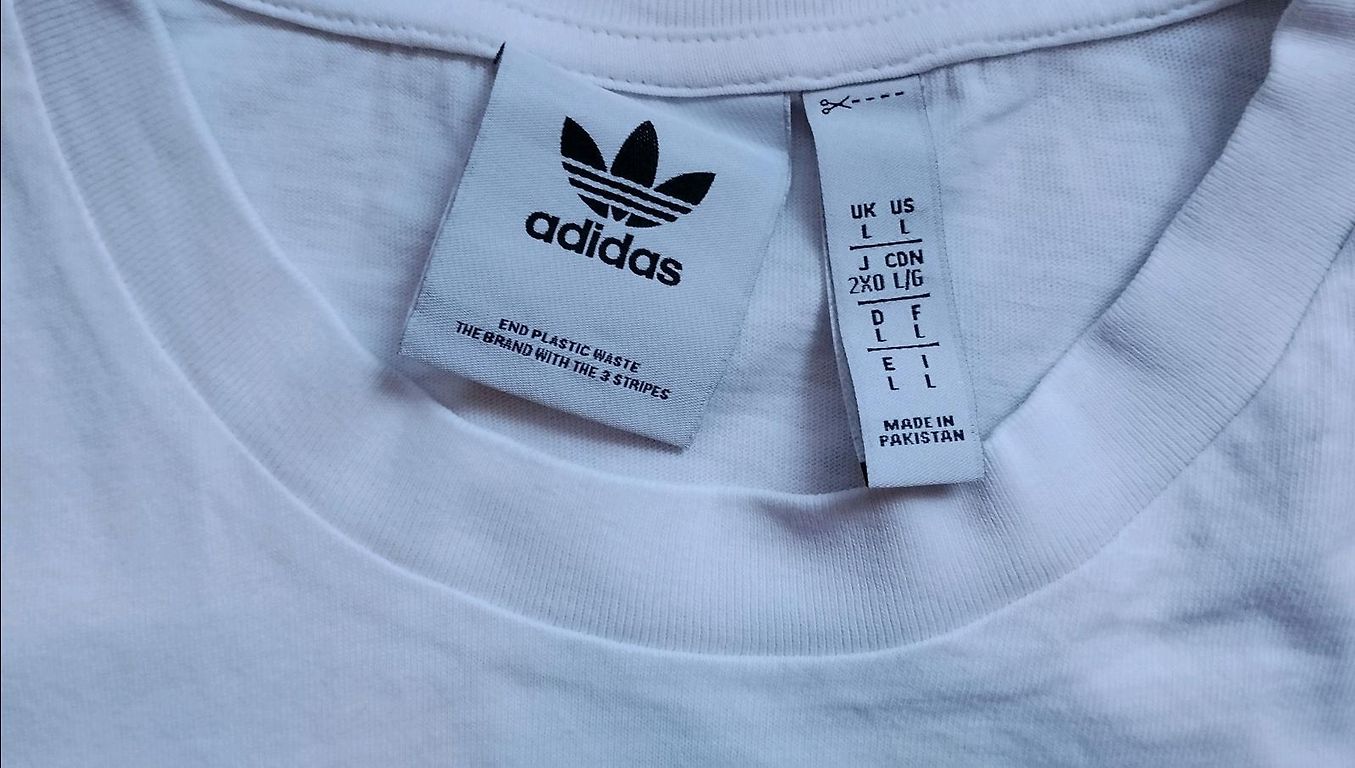 adidas
END PLASTIC WASTE
THE BRAND WITH THE 3 STRIPES
UK US
L L
J CDN
2XO L/G
D F
L L
E I
L L
MADE IN
PAKISTAN